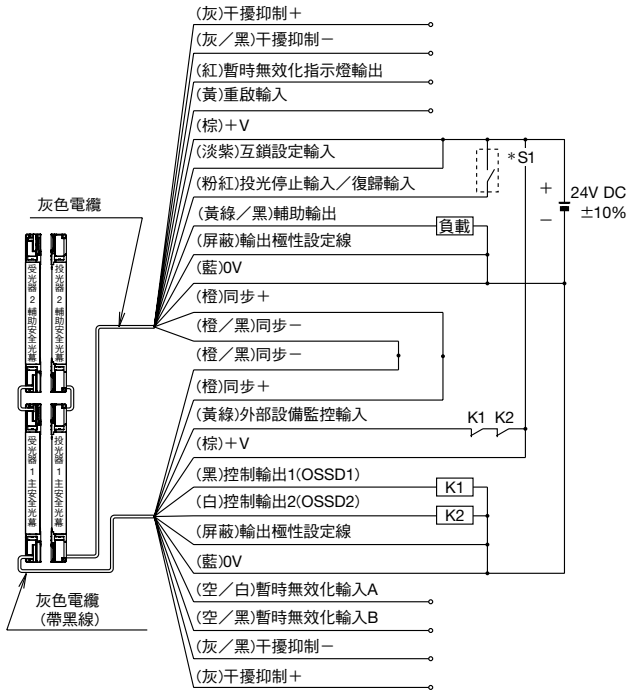 (灰)干擾抑制＋
(灰／黑)干擾抑制－
(紅)暫時無效化指示燈輸出
(黃)重啟輸入
(棕)＋V
(淡紫)互鎖設定輸入
(粉紅)投光停止輸入／復歸輸入
(黃綠／黑)輔助輸出
(屏蔽)輸出極性設定線
(藍)0V
(橙)同步＋
(橙／黑)同步－
(橙／黑)同步－
(橙)同步＋
(黃綠)外部設備監控輸入
(棕)＋V
(黑)控制輸出1(OSSD1)
(白)控制輸出2(OSSD2)
(屏蔽)輸出極性設定線
(藍)0V
(空／白)暫時無效化輸入A
(空／黑)暫時無效化輸入B
(灰／黑)干擾抑制－
(灰)干擾抑制＋
灰色電纜
受光器2輔助安全光幕
投光器2輔助安全光幕
受光器1主安全光幕
投光器1主安全光幕
灰色電纜
(帶黑線)
＊S1
＋
－
24V DC
±10%
負載
K1 K2
K1
K2